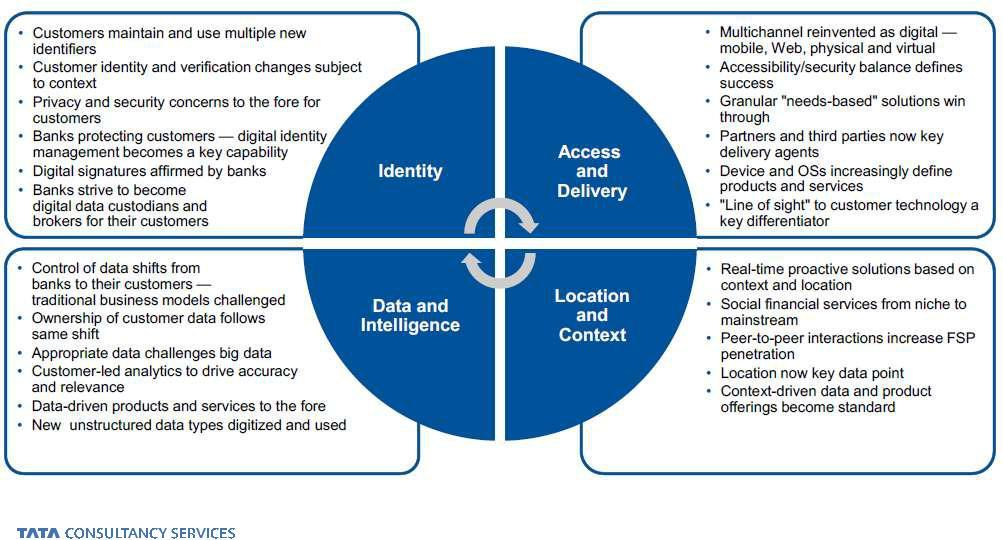 • Customers maintain and use multiple new
identifiers
• Customer identity and verification changes subject
to context
• Privacy and security concerns to the fore for
customers
• Banks protecting customers — digital identity
management becomes a key capability
• Digital signatures affirmed by banks
• Banks strive to become
digital data custodians and
brokers for their customers
Identity
Access
and
Delivery
• Multichannel reinvented as digital —
mobile, Web, physical and virtual
• Accessibility/security balance defines
success
• Granular "needs-based" solutions win
through
• Partners and third parties now key
delivery agents
• Device and OSs increasingly define
products and services
• "Line of sight" to customer technology a
key differentiator
• Control of data shifts from
banks to their customers —
traditional business models challenged
• Ownership of customer data follows
same shift
• Appropriate data challenges big data
• Customer-led analytics to drive accuracy
and relevance
• Data-driven products and services to the fore
• New unstructured data types digitized and used
Data and
Intelligence
Location
and
Context
• Real-time proactive solutions based on
context and location
• Social financial services from niche to
mainstream
• Peer-to-peer interactions increase FSP
penetration
• Location now key data point
• Context-driven data and product
offerings become standard
TATA CONSULTANCY SERVICES